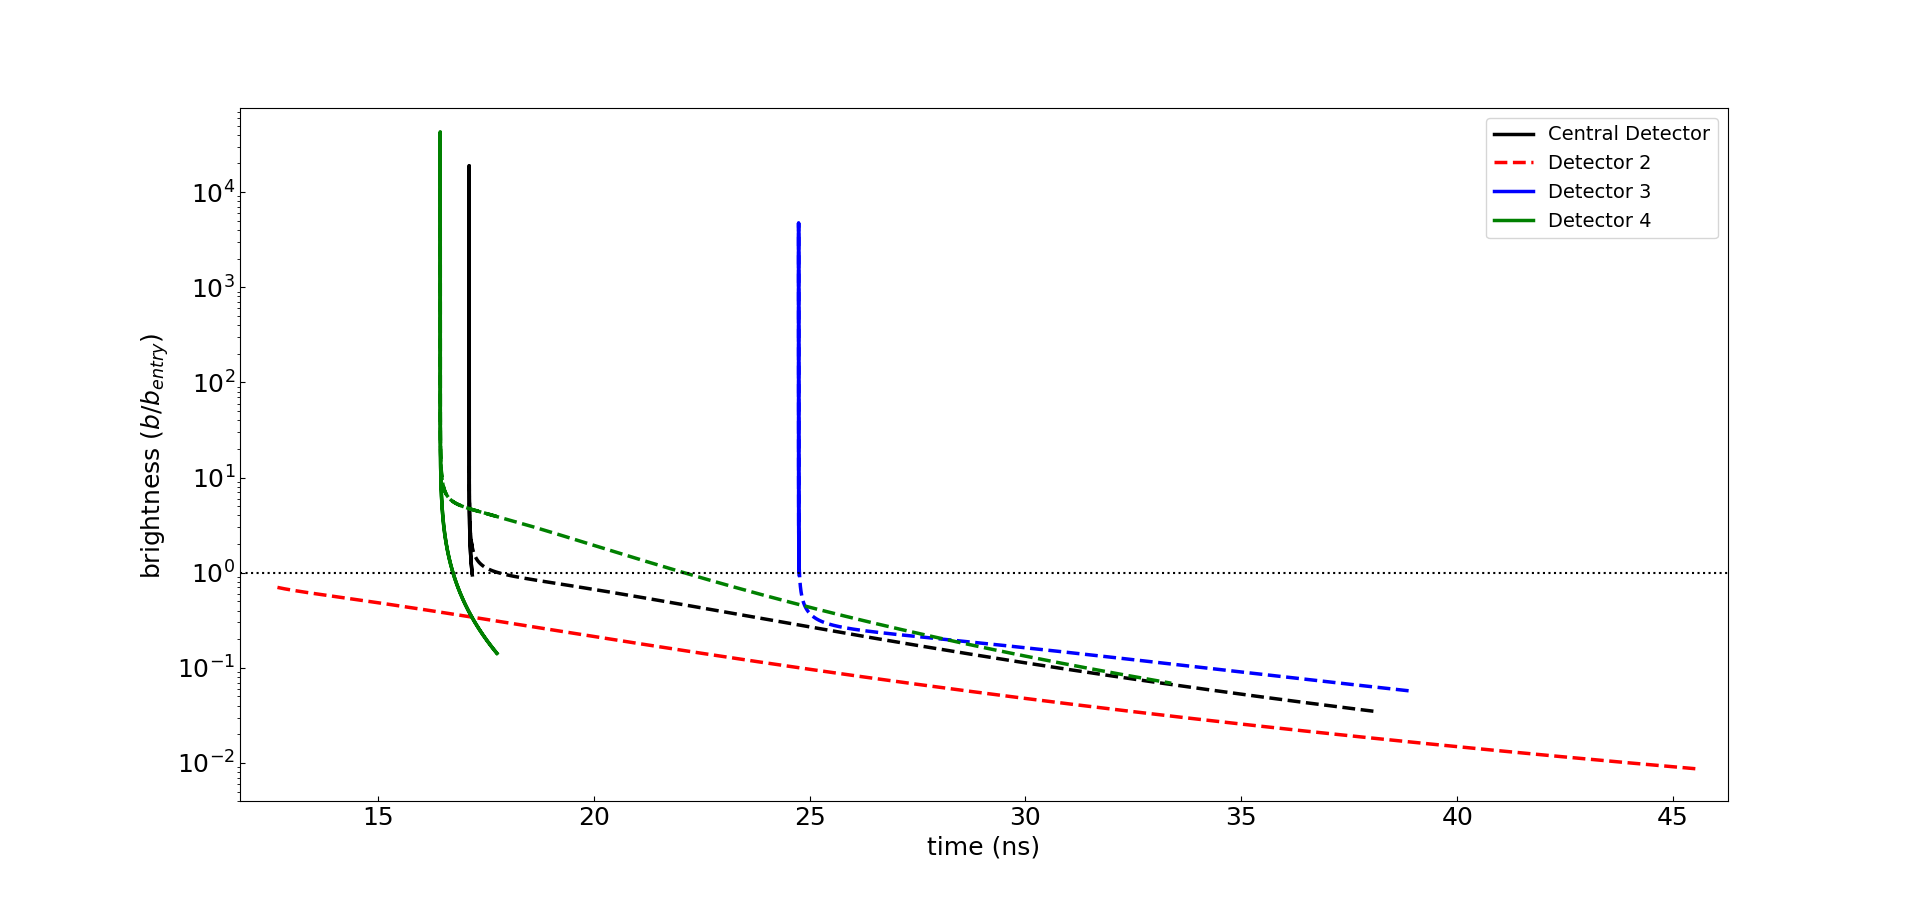 Central Detector
Detector 2
Detector 3
Detector 4
brightness (b/b_entry)
10^4
10^3
10^2
10^1
10^0
10^−1
10^−2
15 20 25 30 35 40 45
time (ns)